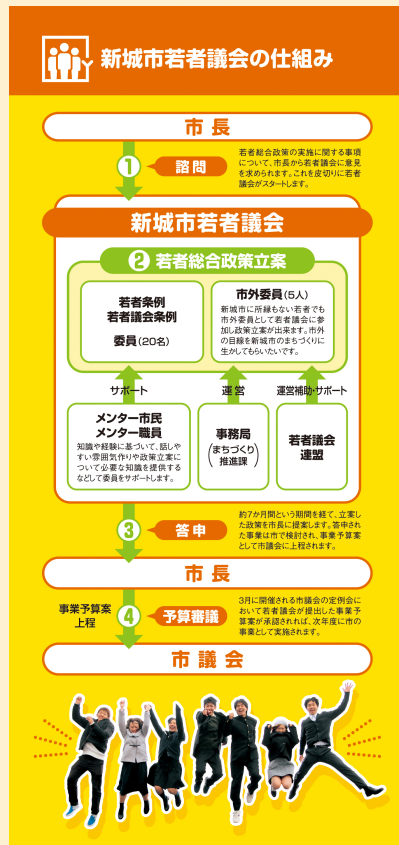 新城市若者議会の仕組み
市長
1
諮問
若者総合政策の実施に関する事項
について、市長から若者議会に意見
を求められます。これを皮切りに若者
議会がスタートします。
新城市若者議会
2 若者総合政策立案
若者条例
若者議会条例
委員(20名)
市外委員(5人)
新城市に所縁もない若者でも
市外委員として若者議会に参
加し政策立案が出来ます。市外
の目線を新城市のまちづくりに
生かしてもらいたいです。
サポート
運営
運営補助・サポート
メンター市民
メンター職員
知識や経験に基づいて、話しや
すい雰囲気作りや政策立案に
ついて必要な知識を提供する
などして委員をサポートします。
事務局
(まちづくり
推進課)
若者議会
連盟
3
答申
約7か月間という期間を経て、立案し
た政策を市長に提案します。答申され
た事業は市で検討され、事業予算案
として市議会に上程されます。
市長
事業予算案
上程
4
予算審議
3月に開催される市議会の定例会に
おいて若者議会が提出した事業予
算案が承認されれば、次年度に市の
事業として実施されます。
市議会